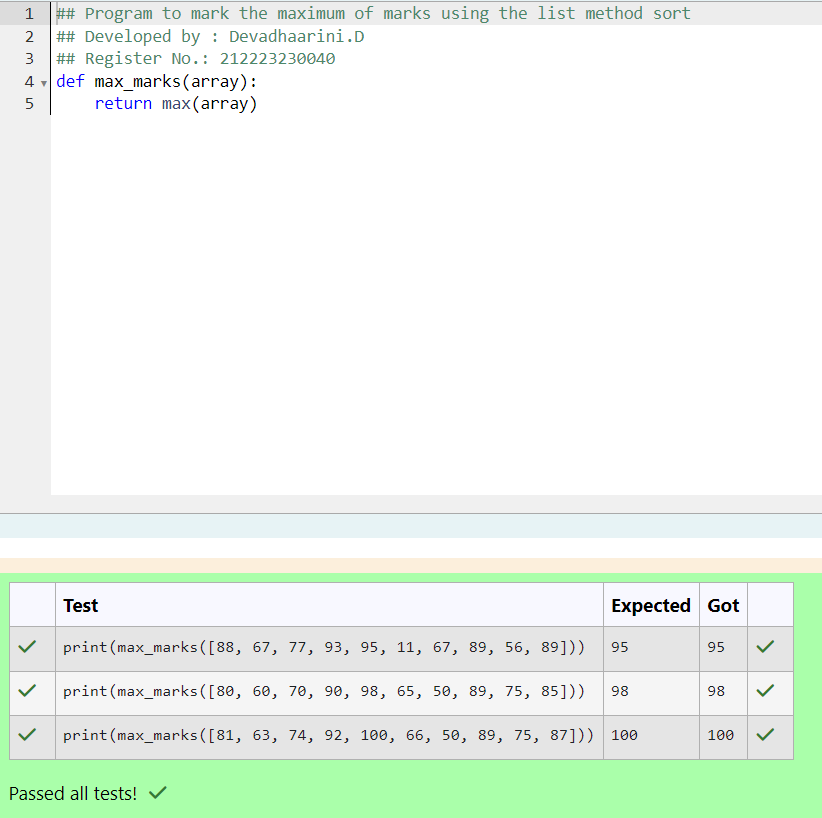 1 ## Program to mark the maximum of marks using the list method sort
2 ## Developed by : Devadhaarini.D
3 ## Register No.: 212223230040
4 def max_marks(array):
5     return max(array)
Test Expected Got
print(max_marks([88, 67, 77, 93, 95, 11, 67, 89, 56, 89])) 95 95
print(max_marks([80, 60, 70, 90, 98, 65, 50, 89, 75, 85])) 98 98
print(max_marks([81, 63, 74, 92, 100, 66, 50, 89, 75, 87])) 100 100
Passed all tests!